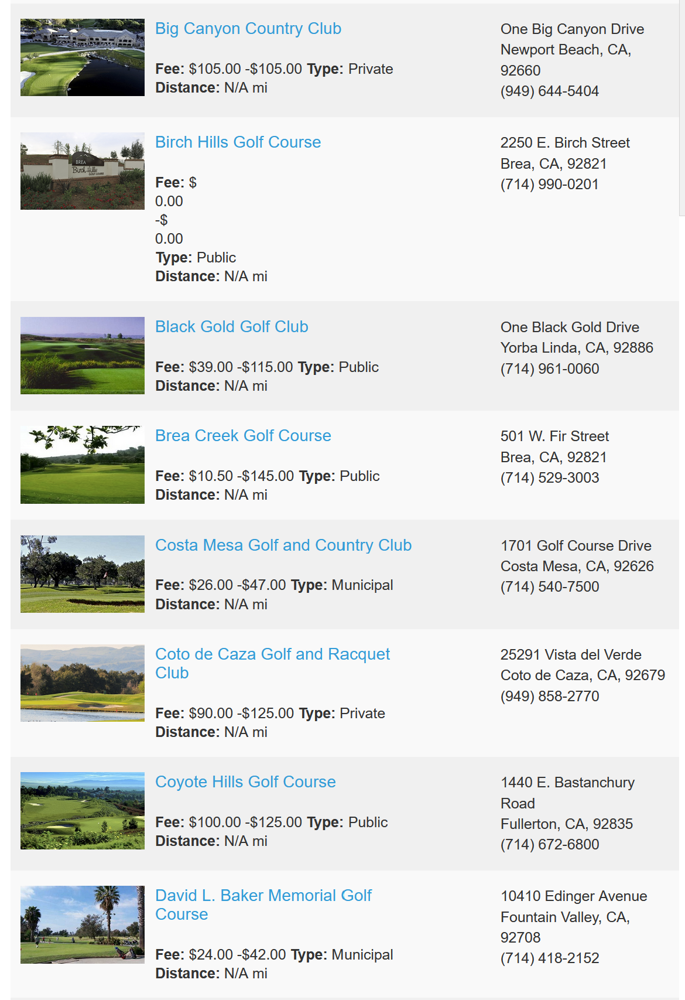 Big Canyon Country Club
Fee: $105.00 -$105.00 Type: Private
Distance: N/A mi
One Big Canyon Drive
Newport Beach, CA,
92660
(949) 644-5404
BREA
Birch Hills
GOLF COURSE
Birch Hills Golf Course
Fee: $
0.00
-$
0.00
Type: Public
Distance: N/A mi
2250 E. Birch Street
Brea, CA, 92821
(714) 990-0201
Black Gold Golf Club
Fee: $39.00 -$115.00 Type: Public
Distance: N/A mi
One Black Gold Drive
Yorba Linda, CA, 92886
(714) 961-0060
Brea Creek Golf Course
Fee: $10.50 -$145.00 Type: Public
Distance: N/A mi
501 W. Fir Street
Brea, CA, 92821
(714) 529-3003
Costa Mesa Golf and Country Club
Fee: $26.00 -$47.00 Type: Municipal
Distance: N/A mi
1701 Golf Course Drive
Costa Mesa, CA, 92626
(714) 540-7500
Coto de Caza Golf and Racquet
Club
Fee: $90.00 -$125.00 Type: Private
Distance: N/A mi
25291 Vista del Verde
Coto de Caza, CA, 92679
(949) 858-2770
Coyote Hills Golf Course
Fee: $100.00 -$125.00 Type: Public
Distance: N/A mi
1440 E. Bastanchury
Road
Fullerton, CA, 92835
(714) 672-6800
David L. Baker Memorial Golf
Course
Fee: $24.00 -$42.00 Type: Municipal
Distance: N/A mi
10410 Edinger Avenue
Fountain Valley, CA,
92708
(714) 418-2152